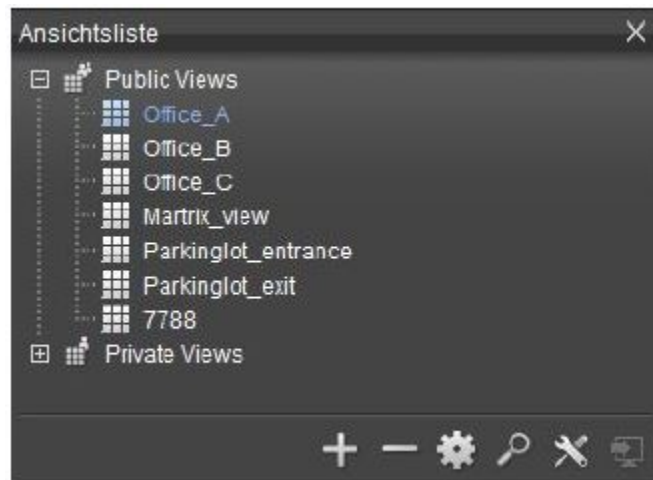 Ansichtsliste
Public Views
Office_A
Office_B
Office_C
Martrix_view
Parkinglot_entrance
Parkinglot_exit
7788
Private Views